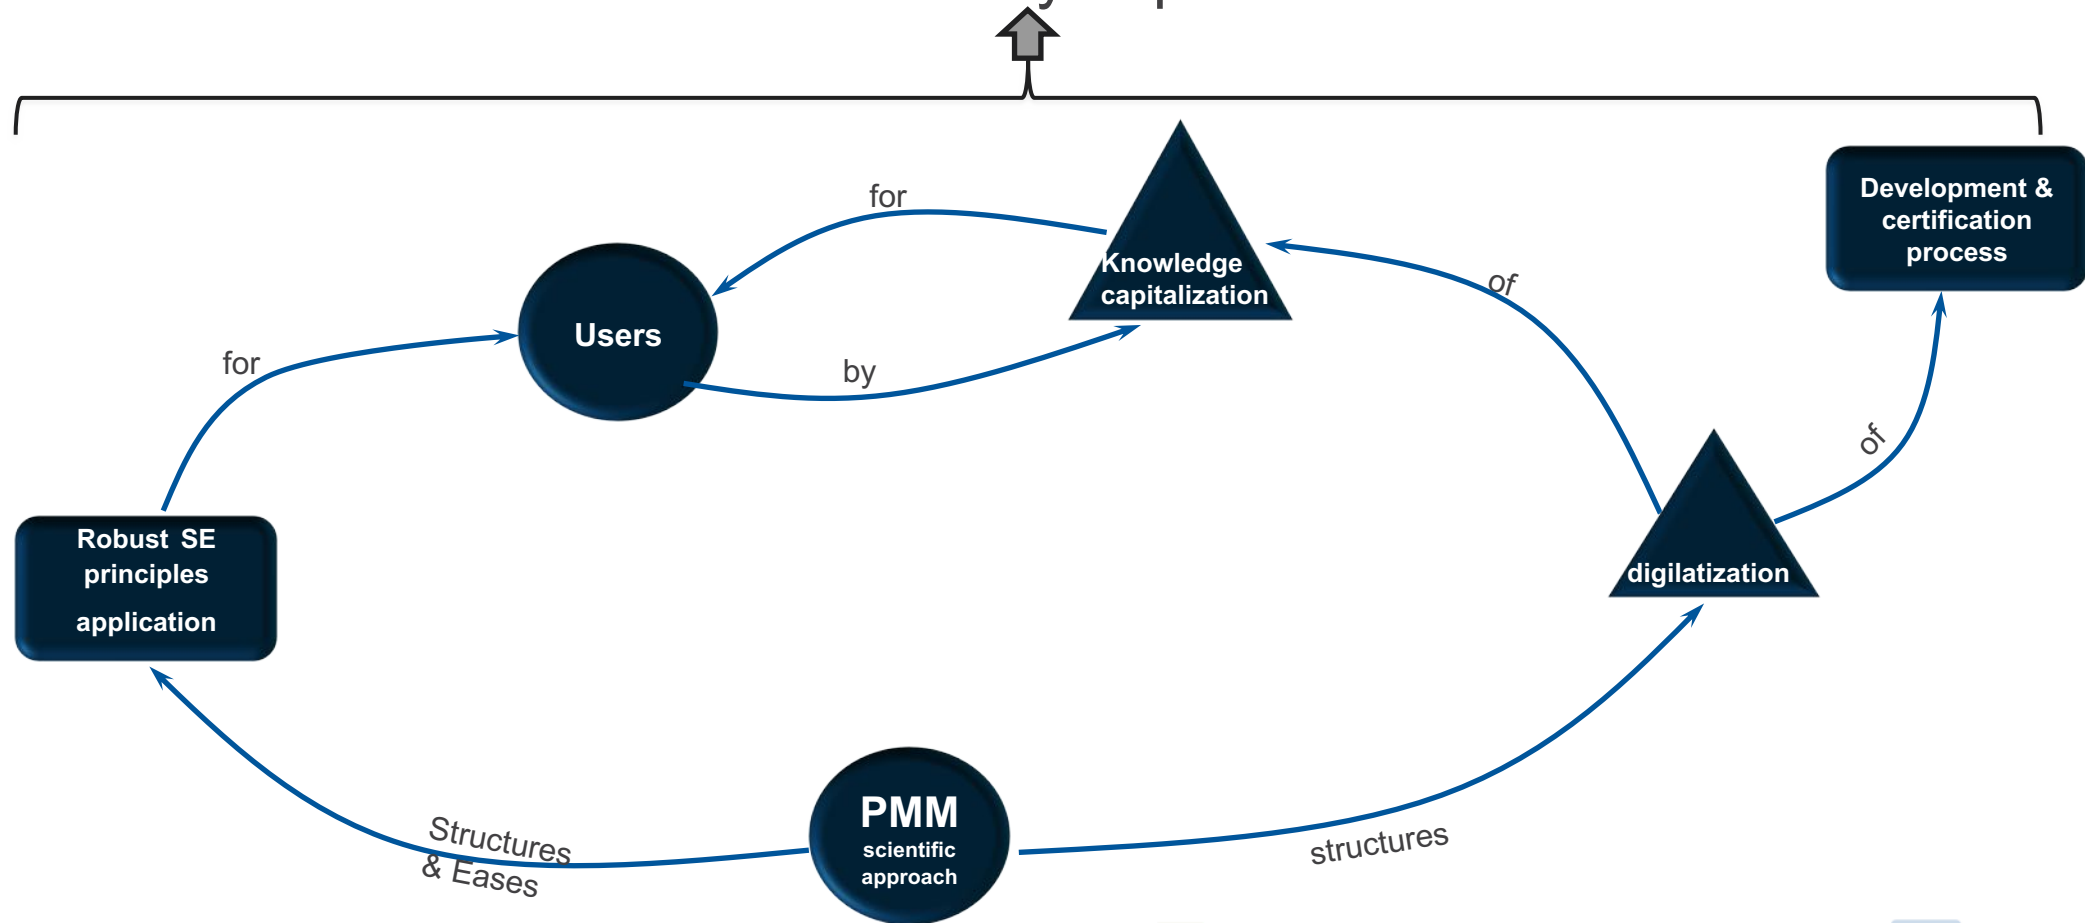 for
Development &
certification
process
Knowledge
capitalization
of
Users
for
by
of
Robust SE
principles
application
digilatization
PMM
scientific
approach
Structures
& Eases
structures